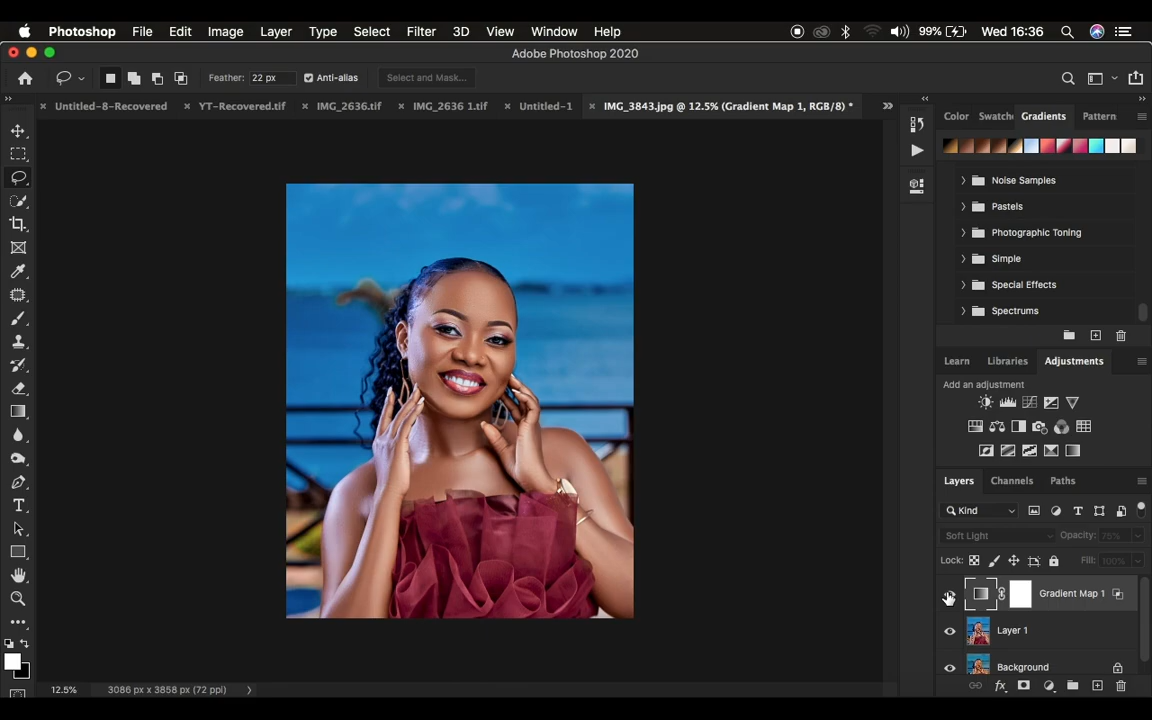 Photoshop File Edit Image Layer Type Select Filter 3D View Window Help 99% Wed 16:36
Adobe Photoshop 2020
Feather: 22 px Anti-alias Select and Mask...
Untitled-8-Recovered YT-Recovered.tif IMG_2636.tif IMG_2636 1.tif Untitled-1 IMG_3843.jpg @ 12.5% (Gradient Map 1, RGB/8) *
Color Swatche Gradients Pattern
Noise Samples
Pastels
Photographic Toning
Simple
Special Effects
Spectrums
Learn Libraries Adjustments
Add an adjustment
Layers Channels Paths
Kind
Soft Light Opacity: 75%
Lock: Fill: 100%
Gradient Map 1
Layer 1
Background
fx
12.5% 3086 px x 3858 px (72 ppi)